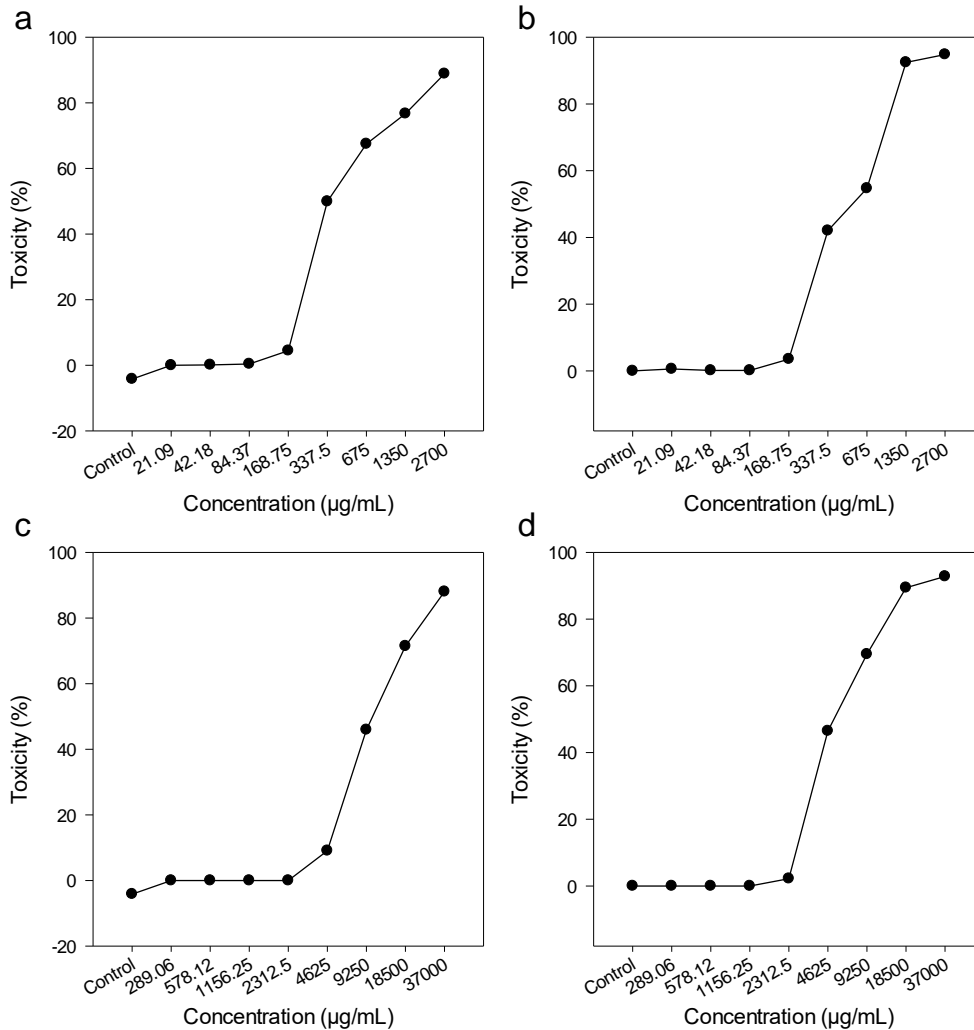 a
100
80
60
40
20
0
-20
Toxicity (%)
Control 21.09 42.18 84.37 168.75 337.5 675 1350 2700
Concentration (µg/mL)
b
100
80
60
40
20
0
Toxicity (%)
Control 21.09 42.18 84.37 168.75 337.5 675 1350 2700
Concentration (µg/mL)
c
100
80
60
40
20
0
-20
Toxicity (%)
Control 289.06 578.12 1156.25 2312.5 4625 9250 18500 37000
Concentration (µg/mL)
d
100
80
60
40
20
0
Toxicity (%)
Control 289.06 578.12 1156.25 2312.5 4625 9250 18500 37000
Concentration (µg/mL)